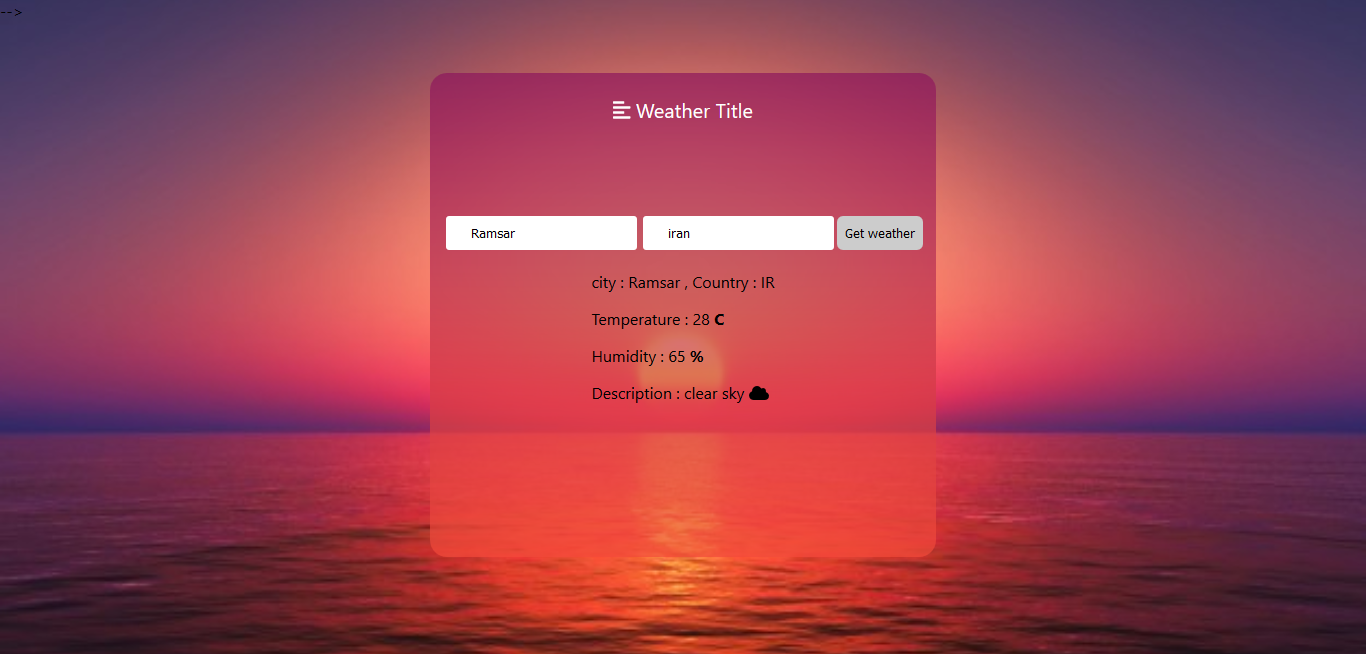 -->
Weather Title
Ramsar iran Get weather
city : Ramsar , Country : IR
Temperature : 28 C
Humidity : 65 %
Description : clear sky